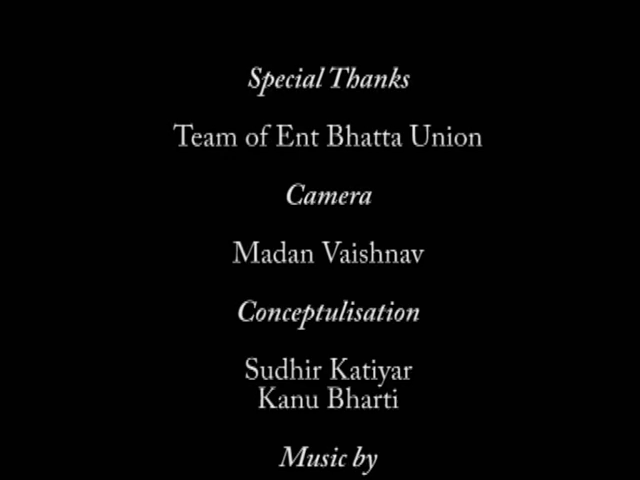 Special Thanks
Team of Ent Bhatta Union
Camera
Madan Vaishnav
Conceptulisation
Sudhir Katiyar
Kanu Bharti
Music by